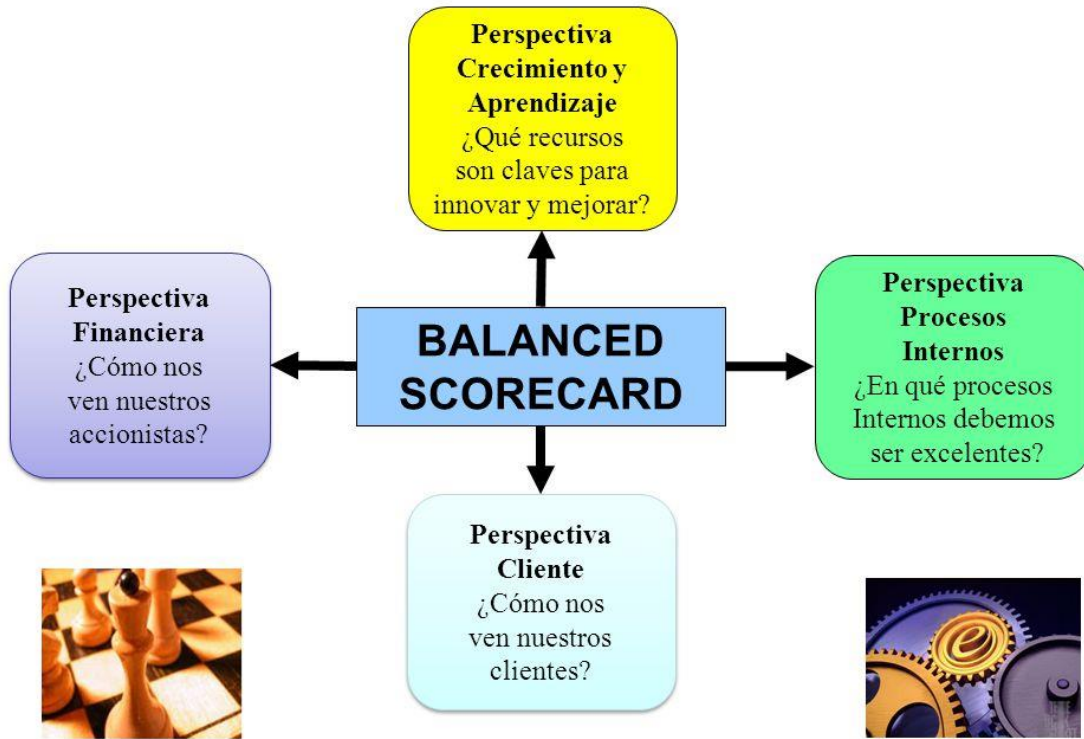 Perspectiva
Crecimiento y
Aprendizaje
¿Qué recursos
son claves para
innovar y mejorar?
Perspectiva
Financiera
¿Cómo nos
ven nuestros
accionistas?
BALANCED
SCORECARD
Perspectiva
Procesos
Internos
¿En qué procesos
Internos debemos
ser excelentes?
Perspectiva
Cliente
¿Cómo nos
ven nuestros
clientes?